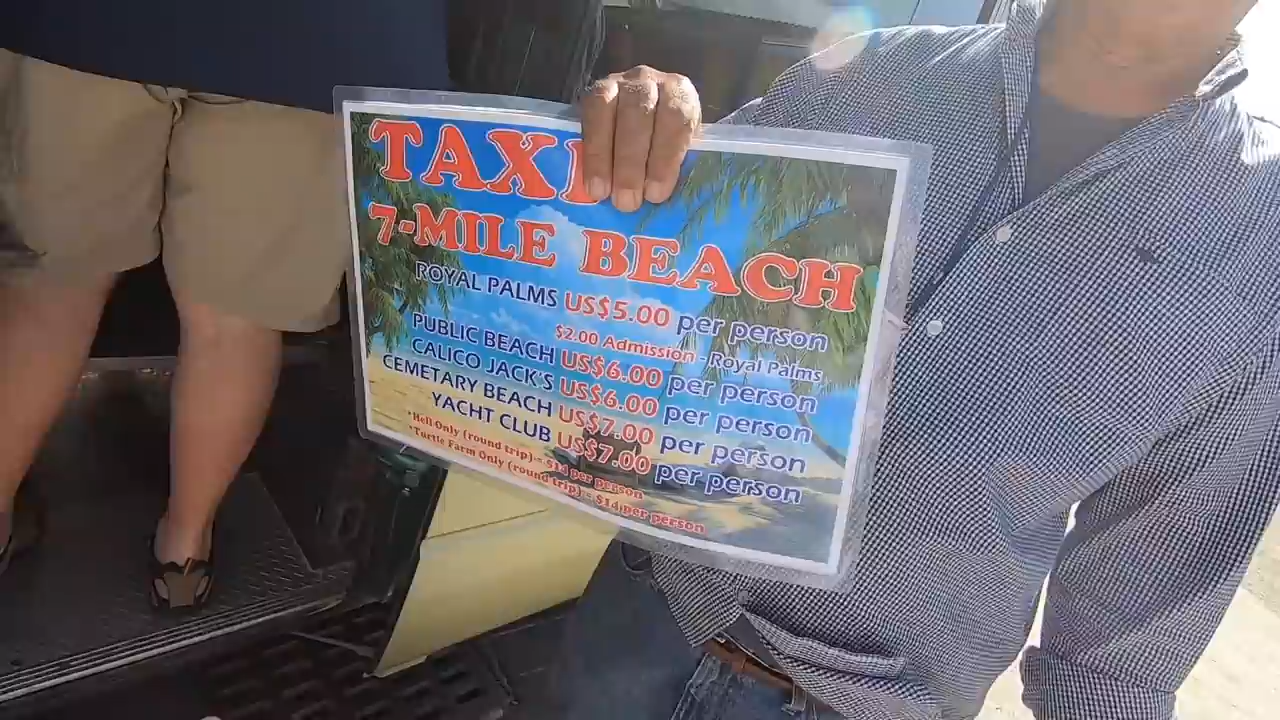 TAXI
7-MILE BEACH
ROYAL PALMS US$5.00 per person
$2.00 Admission - Royal Palms
PUBLIC BEACH US$6.00 per person
CALICO JACK'S US$6.00 per person
CEMETARY BEACH US$7.00 per person
YACHT CLUB US$7.00 per person
*Hell Only (round trip) = $14 per person
*Turtle Farm Only (round trip) = $14 per person